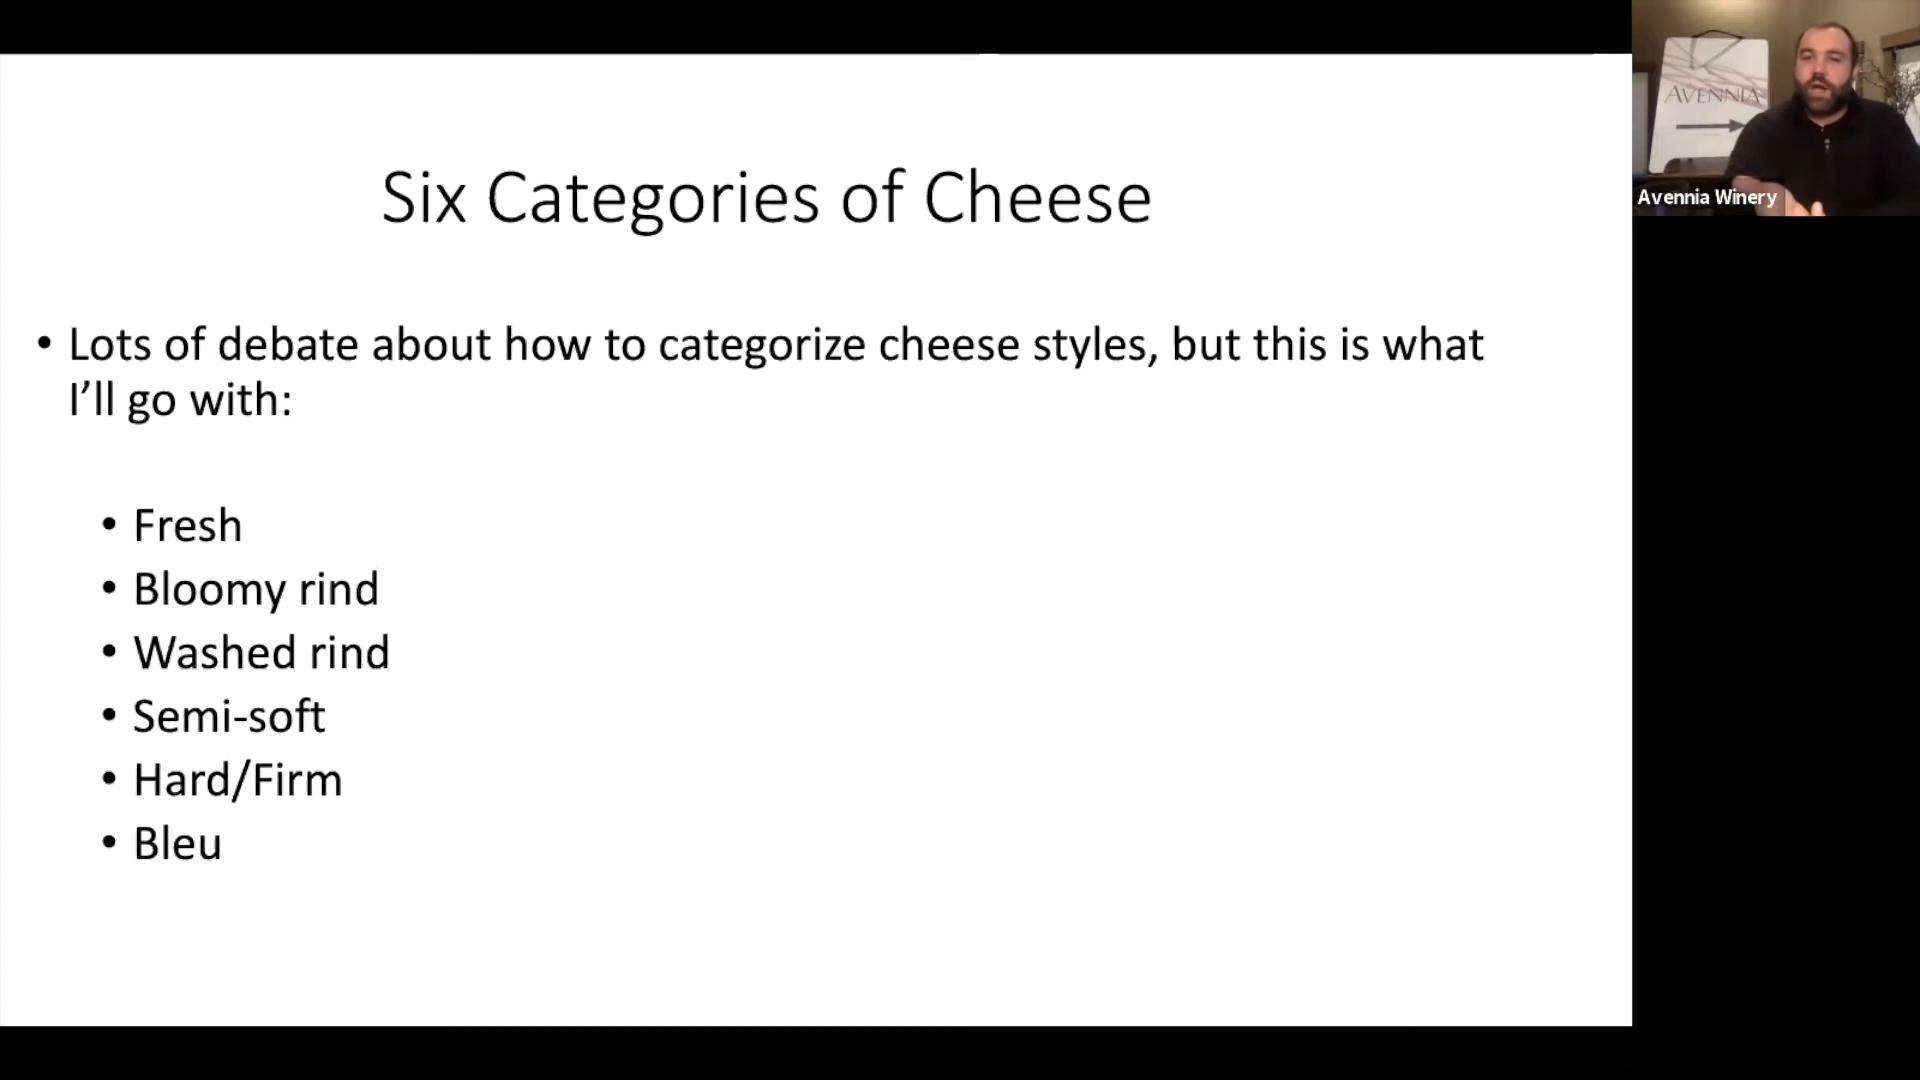 Six Categories of Cheese
• Lots of debate about how to categorize cheese styles, but this is what
I’ll go with:
• Fresh
• Bloomy rind
• Washed rind
• Semi-soft
• Hard/Firm
• Bleu
AVENNIA
Avennia Winery